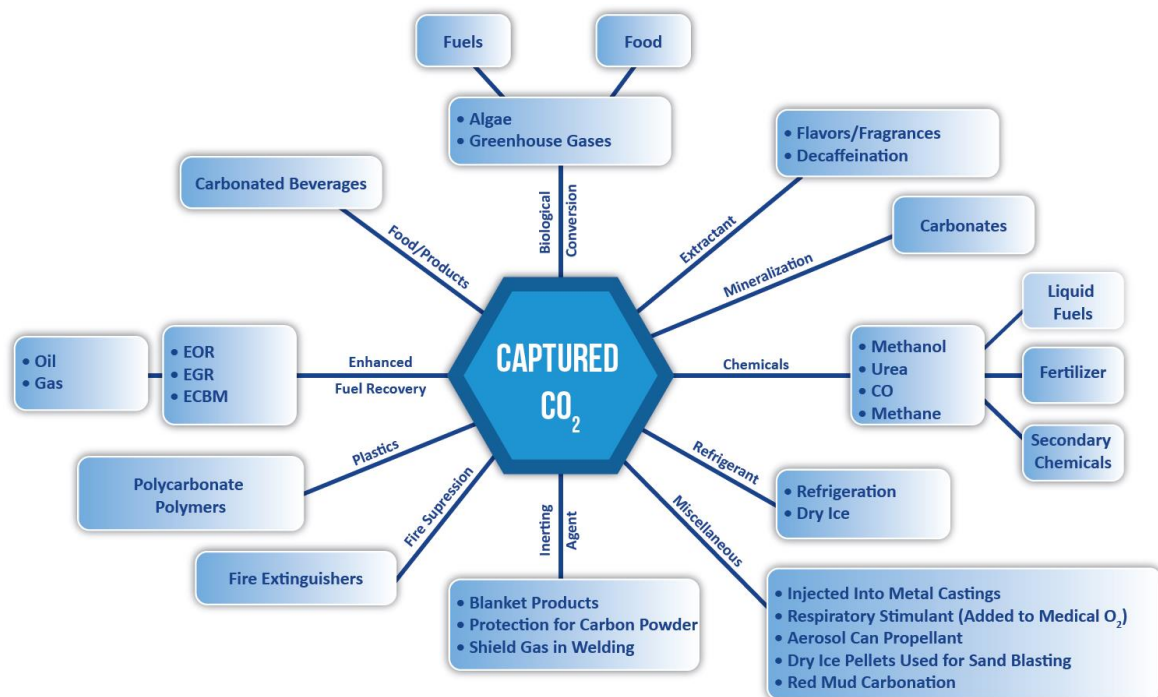 Fuels
Food
• Algae
• Greenhouse Gases
Biological
Conversion
• Flavors/Fragrances
• Decaffeination
Extractant
Carbonated Beverages
Food/Products
Carbonates
Mineralization
CAPTURED
CO₂
• Oil
• Gas
• EOR
• EGR
• ECBM
Enhanced
Fuel Recovery
Chemicals
• Methanol
• Urea
• CO
• Methane
Liquid
Fuels
Fertilizer
Secondary
Chemicals
Plastics
Polycarbonate
Polymers
Fire Supression
Fire Extinguishers
Inerting
Agent
• Blanket Products
• Protection for Carbon Powder
• Shield Gas in Welding
Refrigerant
• Refrigeration
• Dry Ice
Miscellaneous
• Injected Into Metal Castings
• Respiratory Stimulant (Added to Medical O₂)
• Aerosol Can Propellant
• Dry Ice Pellets Used for Sand Blasting
• Red Mud Carbonation